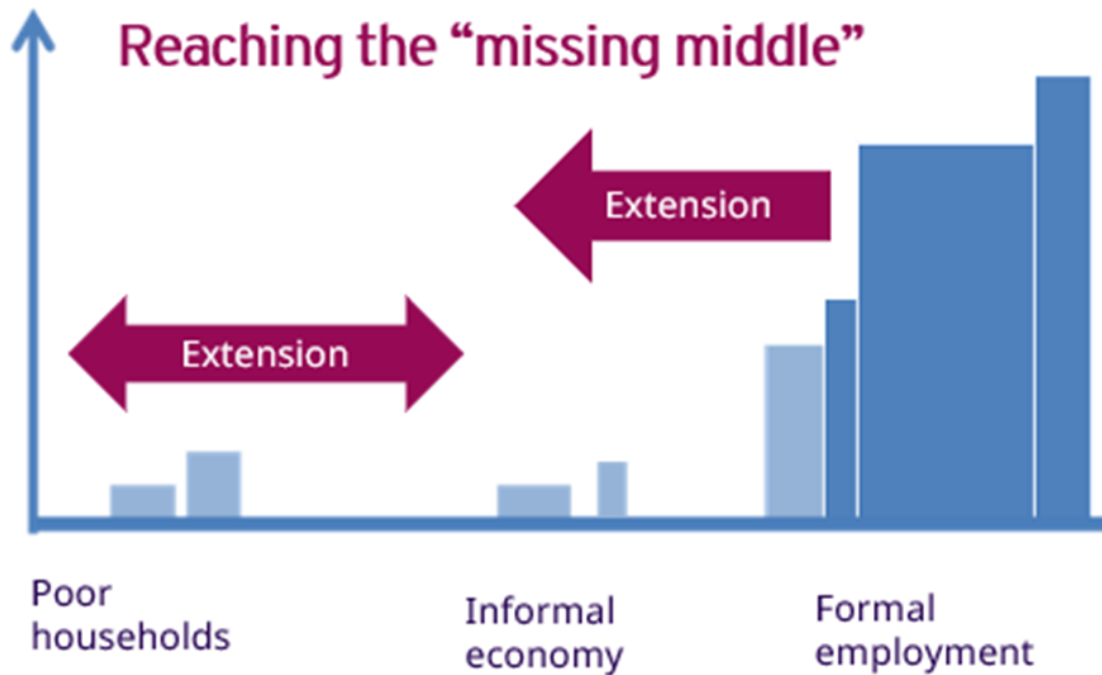 Reaching the “missing middle”
Extension
Extension
Poor
households
Informal
economy
Formal
employment